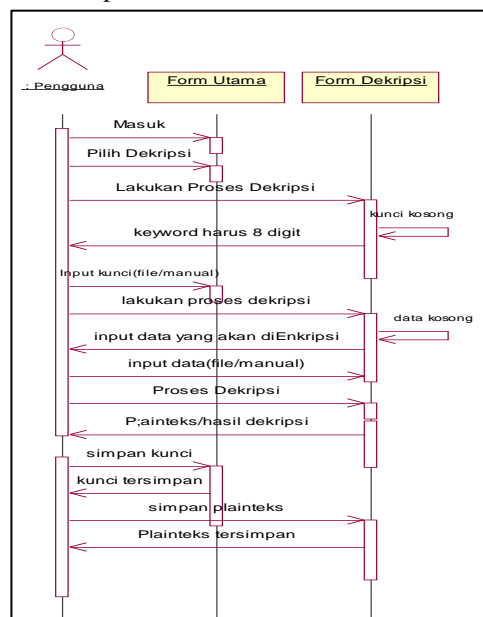 : Pengguna
Form Utama
Form Dekripsi
Masuk
Pilih Dekripsi
Lakukan Proses Dekripsi
kunci kosong
keyword harus 8 digit
Input kunci(file/manual)
lakukan proses dekripsi
data kosong
input data yang akan diEnkripsi
input data(file/manual)
Proses Dekripsi
P;ainteks/hasil dekripsi
simpan kunci
kunci tersimpan
simpan plainteks
Plainteks tersimpan